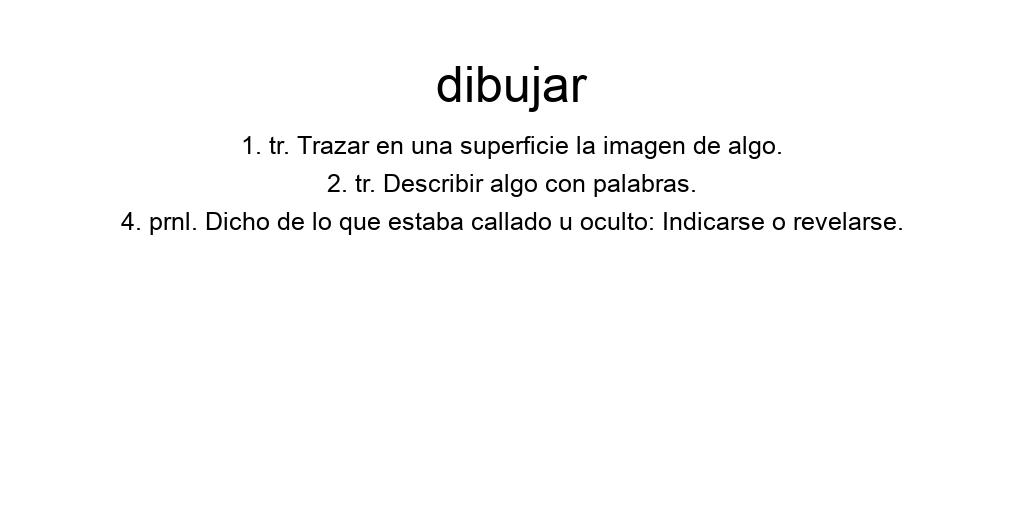 dibujar
1. tr. Trazar en una superficie la imagen de algo.
2. tr. Describir algo con palabras.
4. prnl. Dicho de lo que estaba callado u oculto: Indicarse o revelarse.